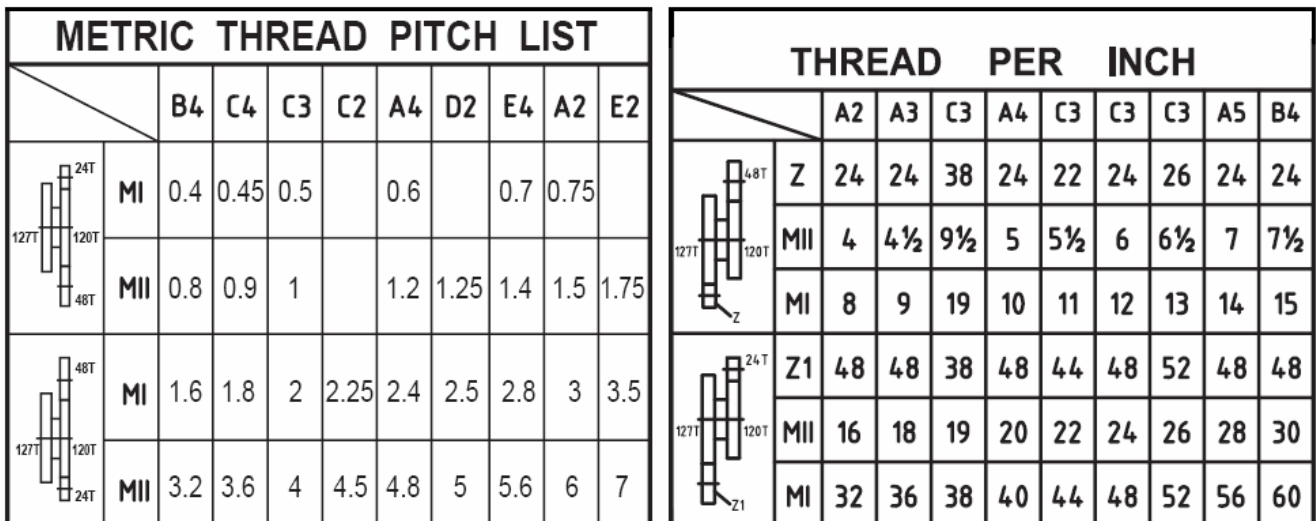 METRIC THREAD PITCH LIST
B4 C4 C3 C2 A4 D2 E4 A2 E2
24T
127T 120T
48T
MI 0.4 0.45 0.5 0.6 0.7 0.75
MII 0.8 0.9 1 1.2 1.25 1.4 1.5 1.75
48T
127T 120T
24T
MI 1.6 1.8 2 2.25 2.4 2.5 2.8 3 3.5
MII 3.2 3.6 4 4.5 4.8 5 5.6 6 7
THREAD PER INCH
A2 A3 C3 A4 C3 C3 C3 A5 B4
48T
127T 120T
Z
Z 24 24 38 24 22 24 26 24 24
MII 4 4½ 9½ 5 5½ 6 6½ 7 7½
MI 8 9 19 10 11 12 13 14 15
24T
127T 120T
Z1
Z1 48 48 38 48 44 48 52 48 48
MII 16 18 19 20 22 24 26 28 30
MI 32 36 38 40 44 48 52 56 60